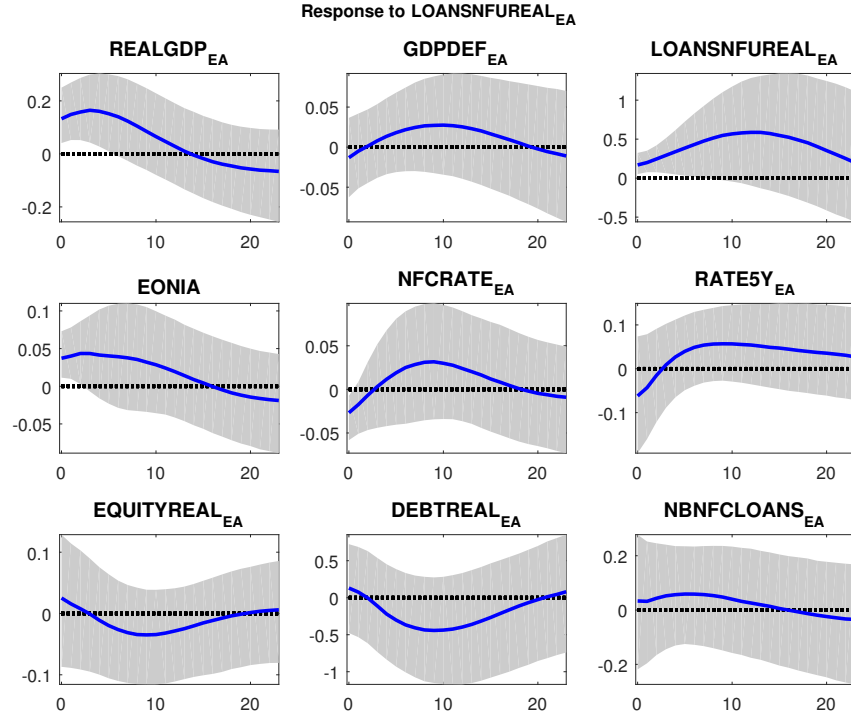 Response to LOANSNFUREAL_EA
REALGDP_EA
0.2
0
-0.2
0 10 20
GDPDEF_EA
0.05
0
-0.05
0 10 20
LOANSNFUREAL_EA
1
0.5
0
-0.5
0 10 20
EONIA
0.1
0.05
0
-0.05
0 10 20
NFCRATE_EA
0.05
0
-0.05
0 10 20
RATE5Y_EA
0.1
0
-0.1
0 10 20
EQUITYREAL_EA
0.1
0
-0.1
0 10 20
DEBTREAL_EA
0.5
0
-0.5
-1
0 10 20
NBNFCLOANS_EA
0.2
0
-0.2
0 10 20